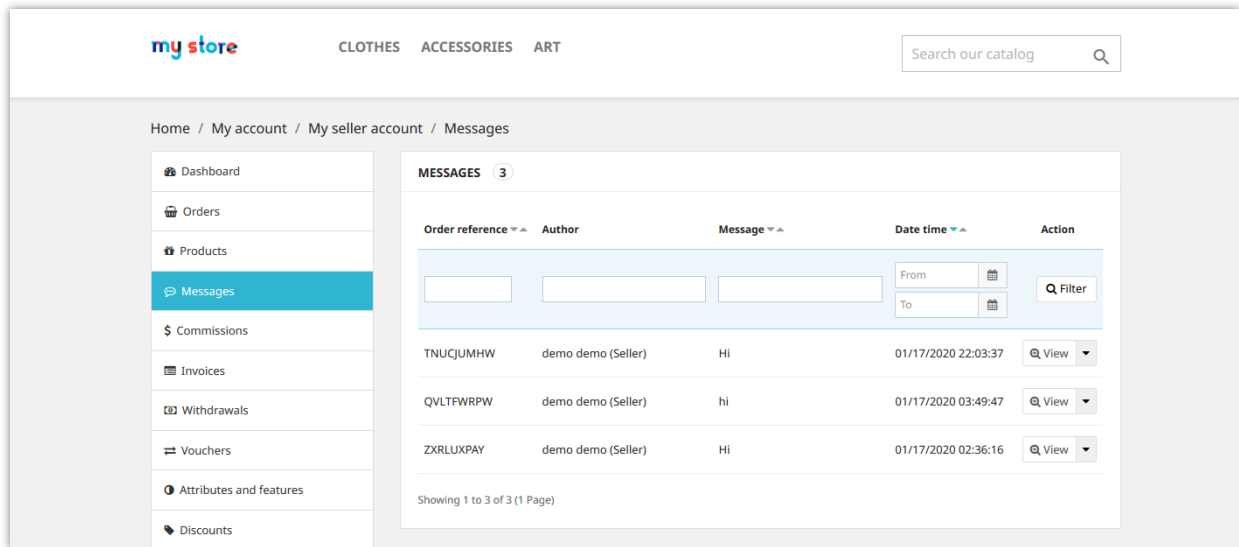 my store
CLOTHES ACCESSORIES ART
Search our catalog
Home / My account / My seller account / Messages
Dashboard
Orders
Products
Messages
$ Commissions
Invoices
Withdrawals
Vouchers
Attributes and features
Discounts
MESSAGES 3
Order reference Author Message Date time Action
From
To
Filter
TNUCJUMHW demo demo (Seller) Hi 01/17/2020 22:03:37 View
QVLTFWRPW demo demo (Seller) hi 01/17/2020 03:49:47 View
ZXRLUXPAY demo demo (Seller) Hi 01/17/2020 02:36:16 View
Showing 1 to 3 of 3 (1 Page)